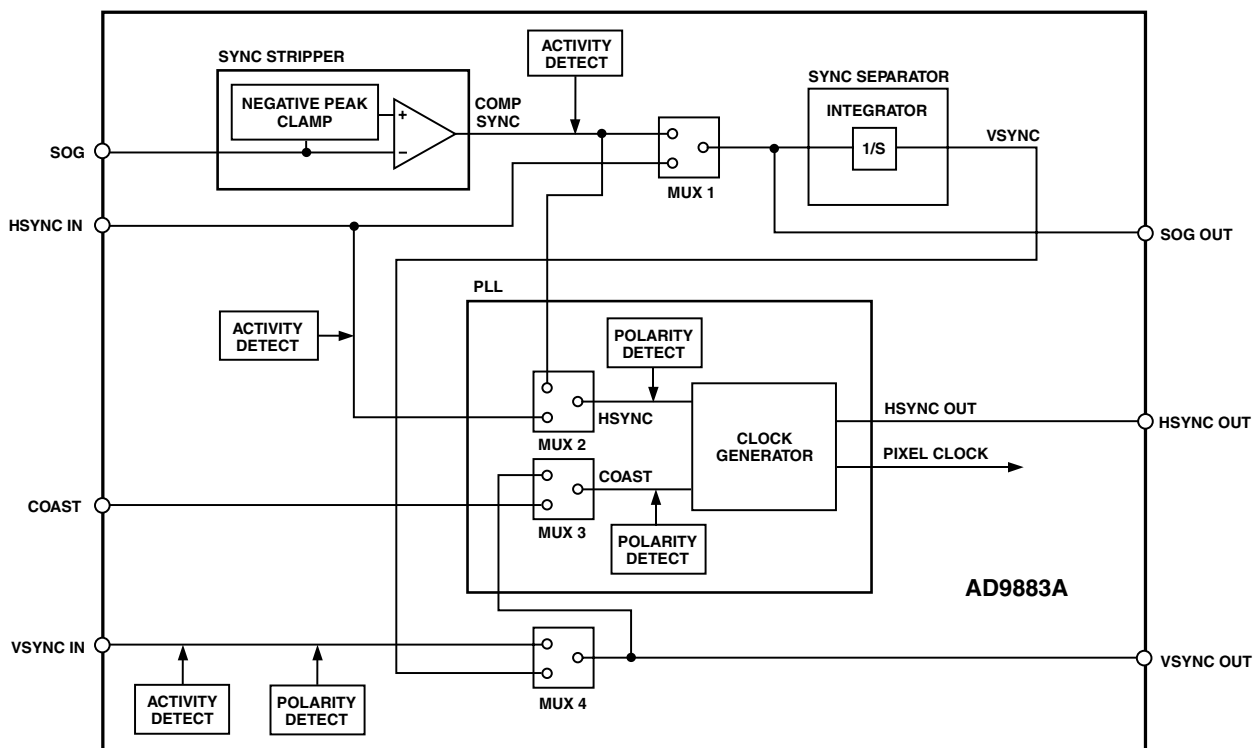 ACTIVITY
DETECT
SYNC STRIPPER
SYNC SEPARATOR
NEGATIVE PEAK
CLAMP
+
−
COMP
SYNC
INTEGRATOR
1/S
VSYNC
SOG
MUX 1
HSYNC IN
SOG OUT
PLL
ACTIVITY
DETECT
POLARITY
DETECT
HSYNC
MUX 2
CLOCK
GENERATOR
HSYNC OUT
HSYNC OUT
PIXEL CLOCK
COAST
COAST
MUX 3
POLARITY
DETECT
AD9883A
VSYNC IN
VSYNC OUT
MUX 4
ACTIVITY
DETECT
POLARITY
DETECT